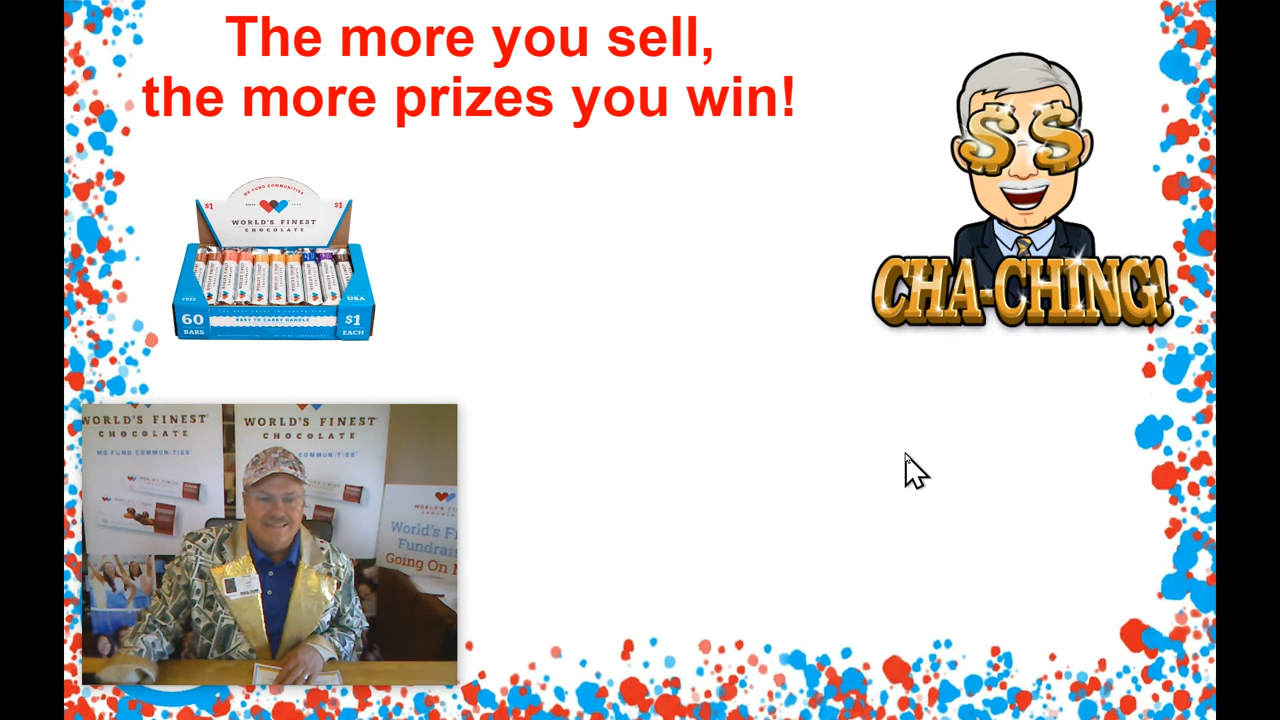 The more you sell,
the more prizes you win!
WE FUND COMMUNITIES
$1
$1
WORLD'S FINEST
CHOCOLATE
FREE
USA
60
BARS
EASY TO CARRY HANDLE
$1
EACH
CHA-CHING!
WORLD'S FINEST
CHOCOLATE
WE FUND COMMUNITIES
WORLD'S FINEST
CHOCOLATE
COMMUNITIES
World's Fi
Fundrais
Going On N